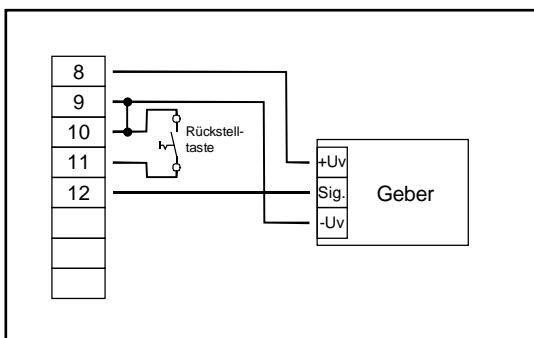 8
9
10
11
12
Rückstell-
taste
+Uv
Sig.
-Uv
Geber